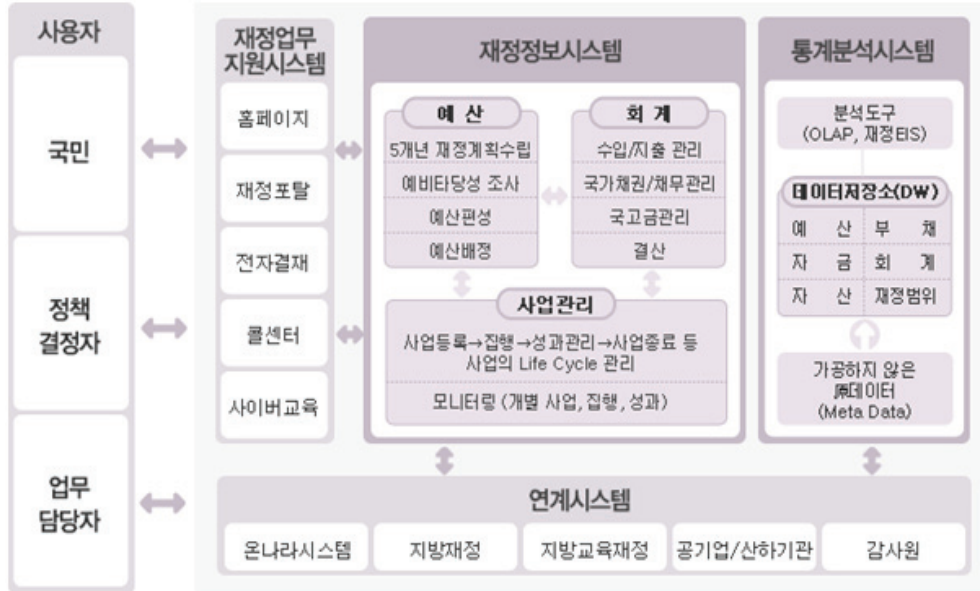 사용자
국민
정책
결정자
업무
담당자
재정업무
지원시스템
홈페이지
재정포탈
전자결재
콜센터
사이버교육
재정정보시스템
예 산
5개년 재정계획수립
예비타당성 조사
예산편성
예산배정
회 계
수입/지출 관리
국가채권/채무관리
국고금관리
결산
사업관리
사업등록→집행→성과관리→사업종료 등
사업의 Life Cycle 관리
모니터링 (개별 사업, 집행, 성과)
통계분석시스템
분석도구
(OLAP, 재정EIS)
데이터저장소(DW)
예 산 부 채
자 금 회 계
자 산 재정범위
가공하지 않은
原데이터
(Meta Data)
연계시스템
온나라시스템
지방재정
지방교육재정
공기업/산하기관
감사원